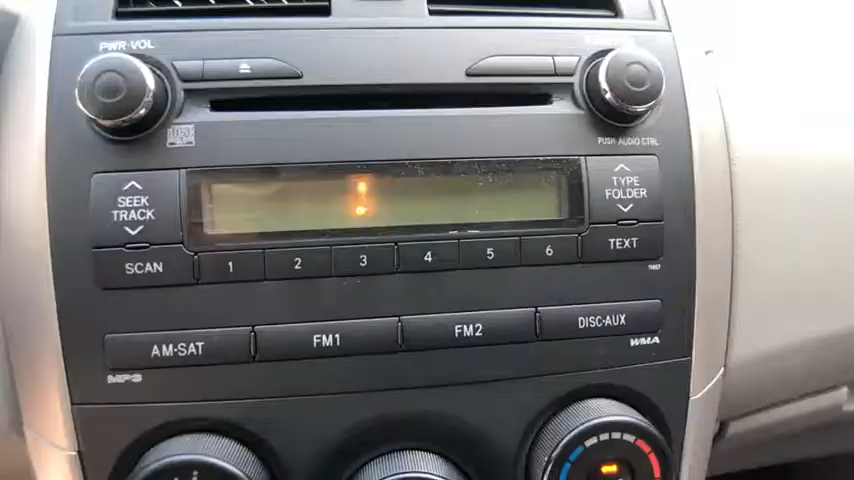 PWR·VOL
PUSH AUDIO CTRL
SEEK
TRACK
TYPE
FOLDER
SCAN
1
2
3
4
5
6
TEXT
AM·SAT
FM1
FM2
DISC·AUX
MP3
WMA